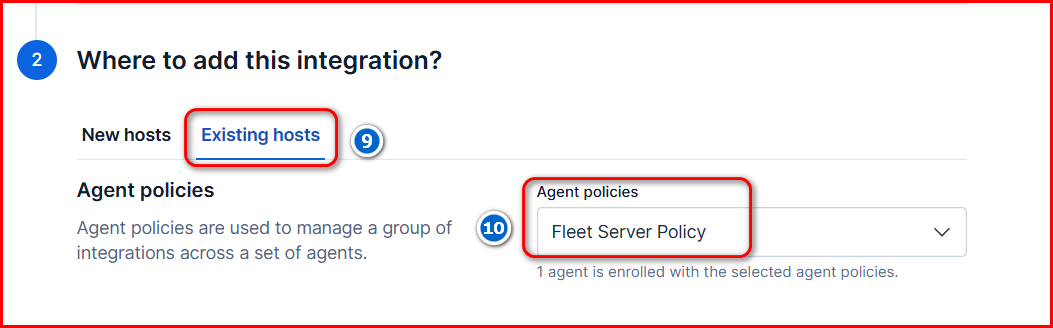 2
Where to add this integration?
New hosts
Existing hosts
9
Agent policies
Agent policies are used to manage a group of
integrations across a set of agents.
Agent policies
10
Fleet Server Policy
1 agent is enrolled with the selected agent policies.